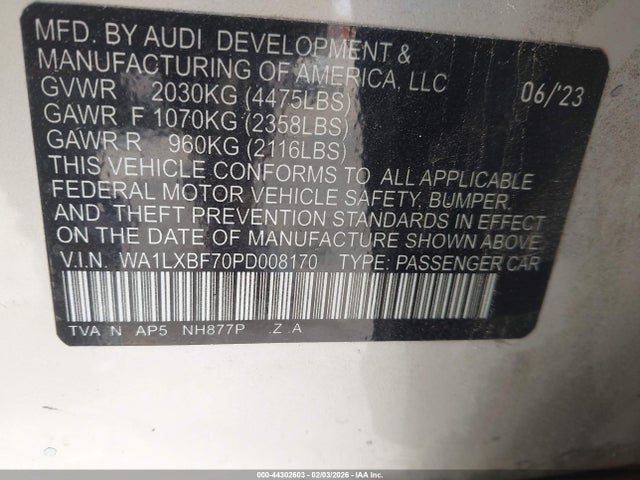 MFD. BY AUDI DEVELOPMENT &
MANUFACTURING OF AMERICA, LLC
GVWR 2030KG (4475LBS) 06/'23
GAWR F 1070KG (2358LBS)
GAWR R 960KG (2116LBS)
THIS VEHICLE CONFORMS TO ALL APPLICABLE
FEDERAL MOTOR VEHICLE SAFETY, BUMPER,
AND THEFT PREVENTION STANDARDS IN EFFECT
ON THE DATE OF MANUFACTURE SHOWN ABOVE
V.I.N. WA1LXBF70PD008170 TYPE: PASSENGER CAR
TVA N AP5 NH877P .Z .A
000-44302603 - 02/03/2026 - IAA Inc.